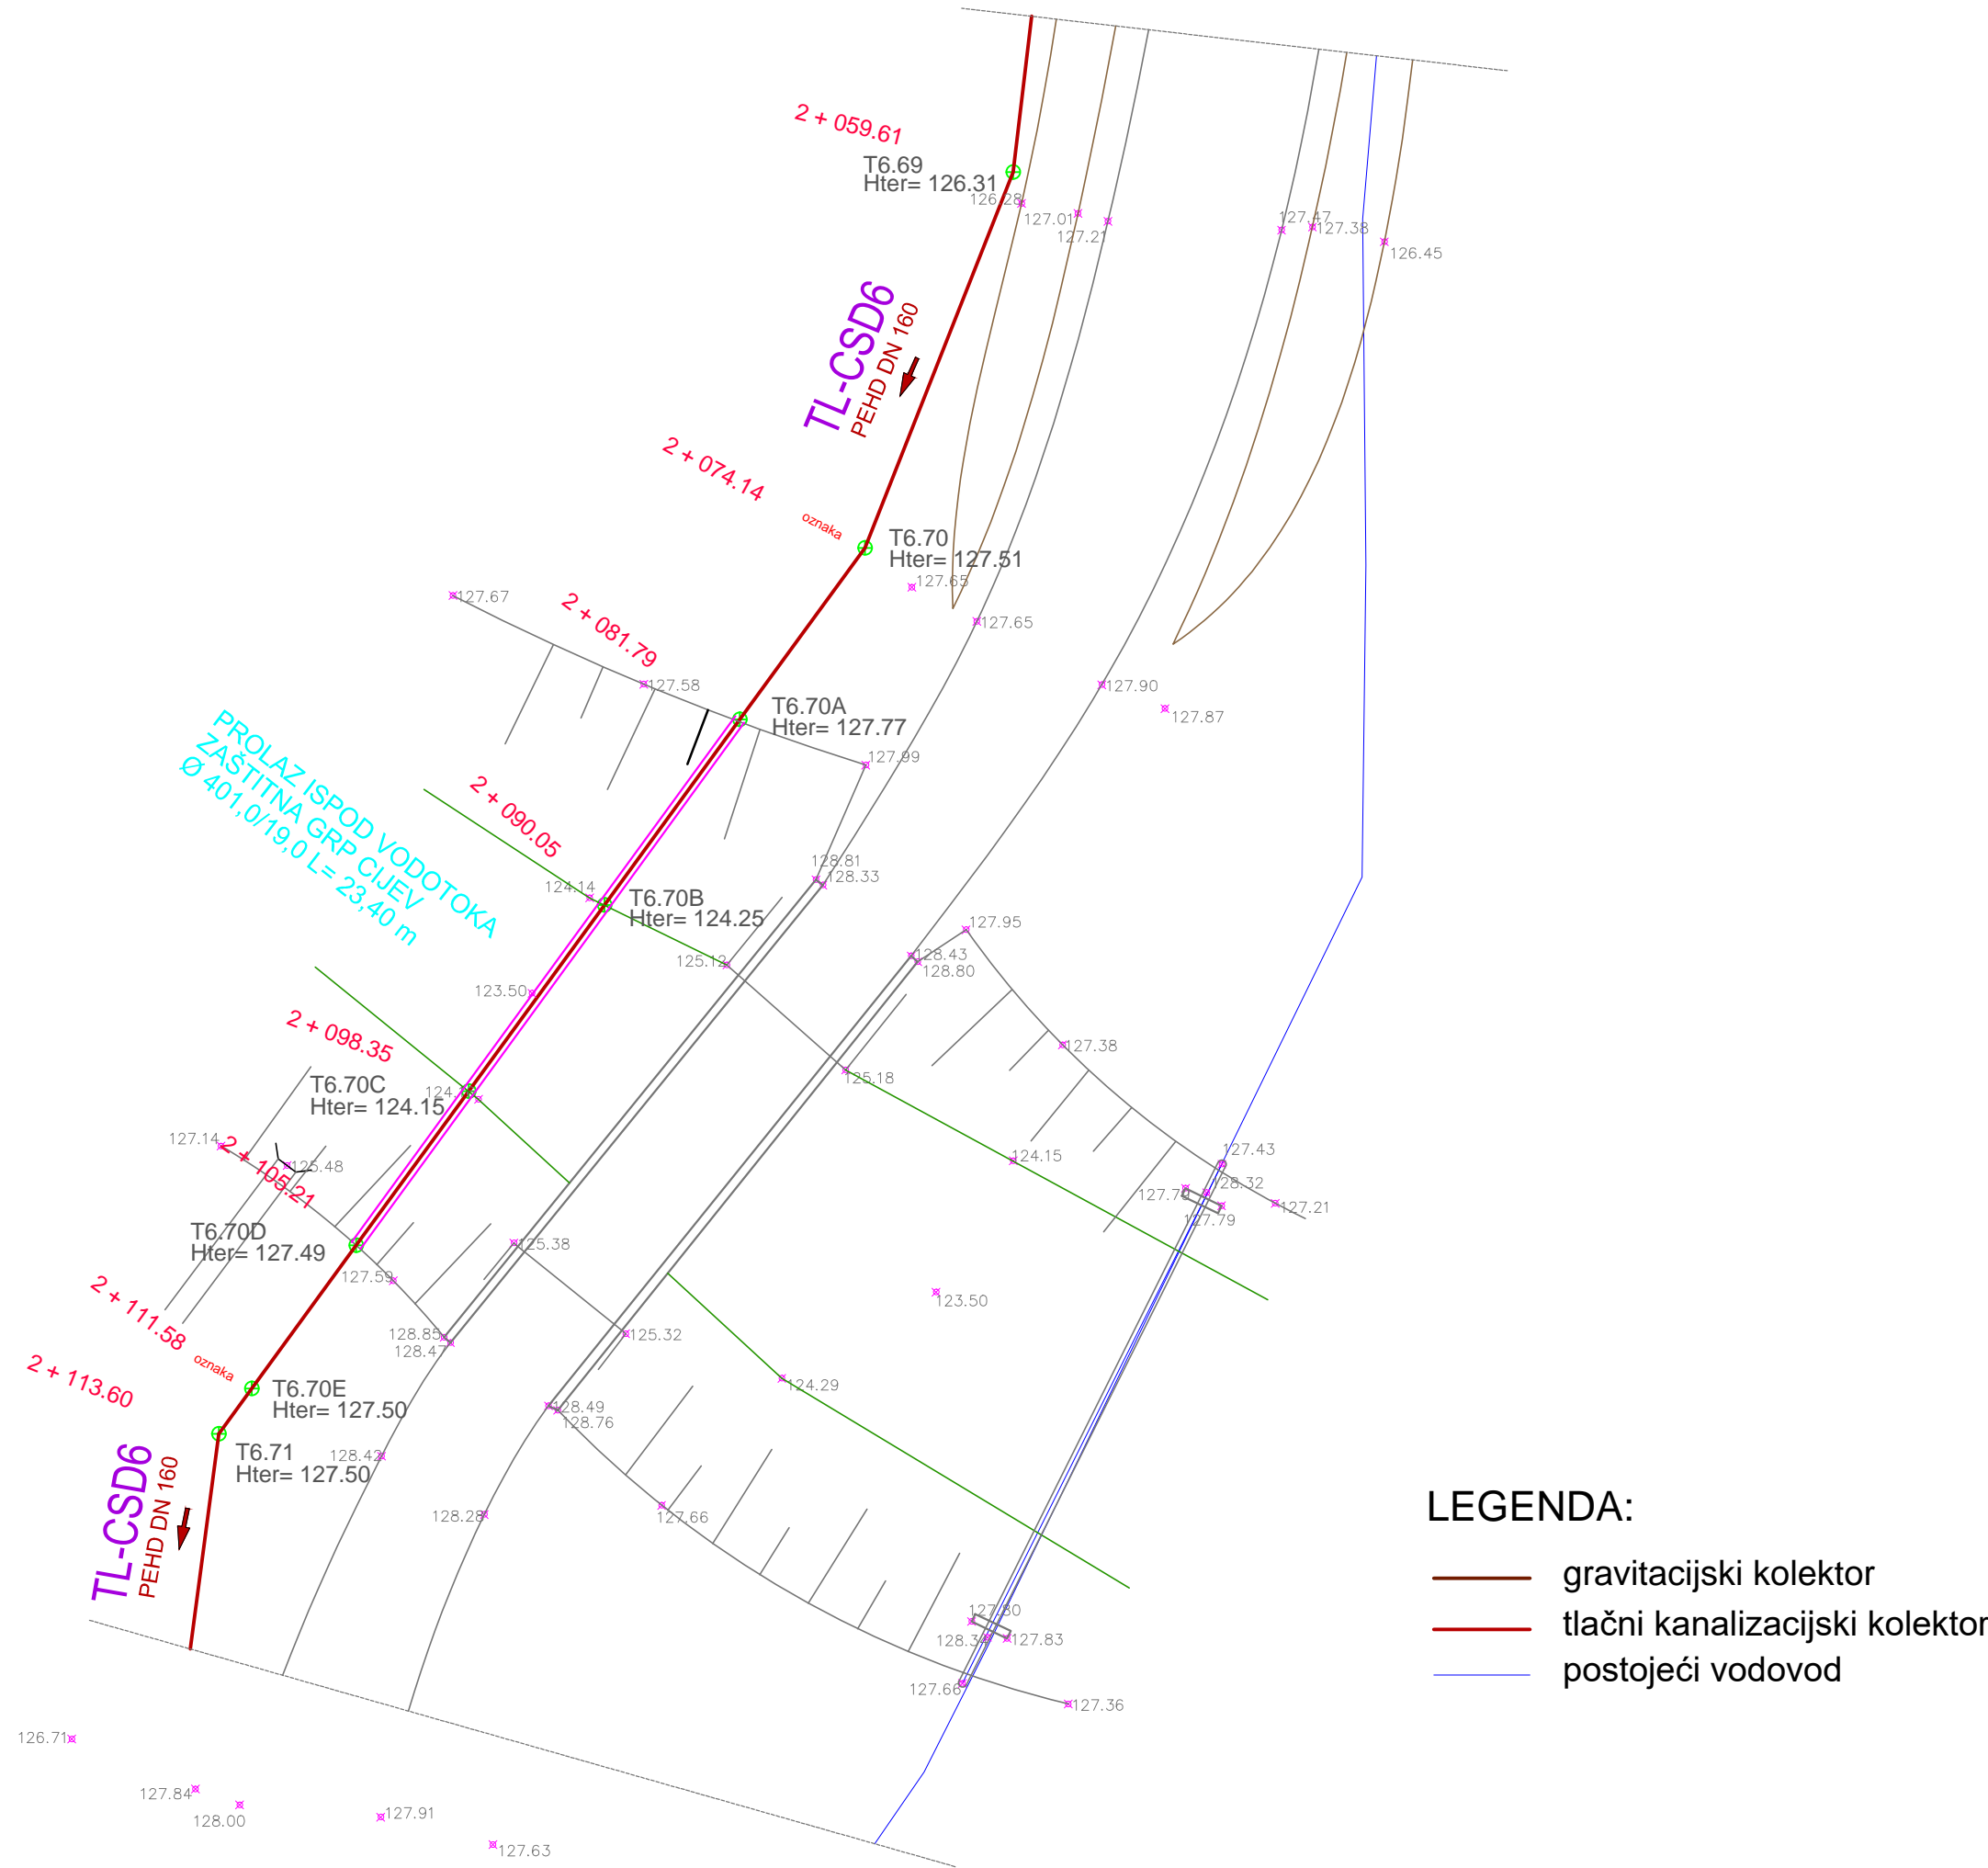 2 + 059.61
T6.69
Hter= 126.31
126.28
127.01
127.21
127.47
127.38
126.45
TL-CSD6
PEHD DN 160
2 + 074.14
oznaka
T6.70
Hter= 127.51
127.65
127.65
127.67
2 + 081.79
127.58
T6.70A
Hter= 127.77
127.90
127.87
127.99
PROLAZ ISPOD VODOTOKA
ZAŠTITNA GRP CIJEV
Ø 401,0/19,0 L= 23,40 m
2 + 090.05
128.81
128.33
124.14
T6.70B
Hter= 124.25
127.95
125.12
128.43
128.80
123.50
2 + 098.35
127.38
125.18
T6.70C
Hter= 124.15
127.14
2 + 105.21
125.48
124.15
127.43
128.32
127.79
127.21
T6.70D
Hter= 127.49
125.38
127.59
123.50
2 + 111.58
oznaka
128.85
128.47
125.32
2 + 113.60
T6.70E
Hter= 127.50
124.29
128.49
128.76
T6.71
Hter= 127.50
128.42
TL-CSD6
PEHD DN 160
128.28
127.66
127.80
127.83
127.66
127.36
126.71
127.84
128.00
127.91
127.63
LEGENDA:
gravitacijski kolektor
tlačni kanalizacijski kolektor
postojeći vodovod